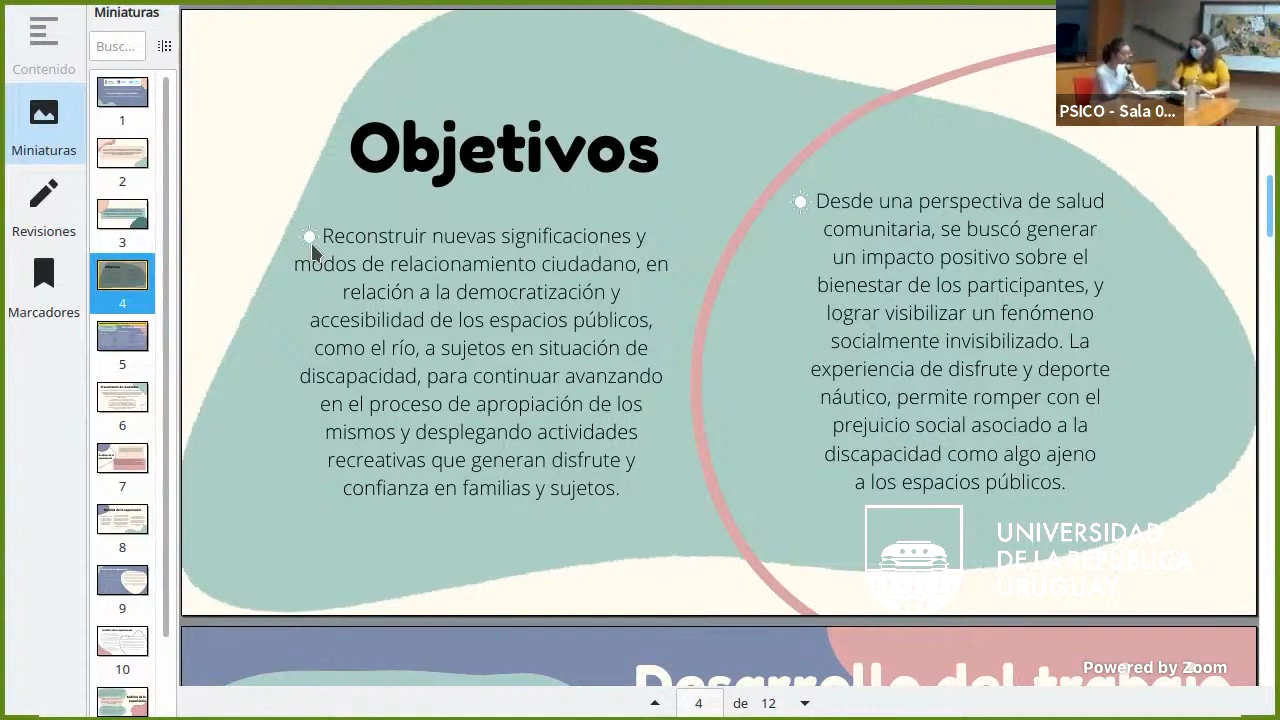 Miniaturas
Contenido
Busc...
Miniaturas
Revisiones
Marcadores
1
2
3
4
5
6
7
8
9
10
Objetivos
Reconstruir nuevas significaciones y
modos de relacionamiento ciudadano, en
relación a la democratización y
accesibilidad de los espacios públicos,
como el río, a sujetos en situación de
discapacidad, para continuar avanzando
en el proceso de apropiación de los
mismos y desplegando actividades
recreativas que generan disfrute y
confianza en familias y sujetos.
Desde una perspectiva de salud
comunitaria, se buscó generar
un impacto positivo sobre el
bienestar de los participantes, y
lograr visibilizar un fenómeno
socialmente invisibilizado. La
experiencia de disfrute y deporte
náutico, permite romper con el
prejuicio social asociado a la
discapacidad como algo ajeno
a los espacios públicos.
UNIVERSIDAD
DE LA REPÚBLICA
URUGUAY
PSICO - Sala 0...
Desarrollo del trabajo
Powered by Zoom
4 de 12